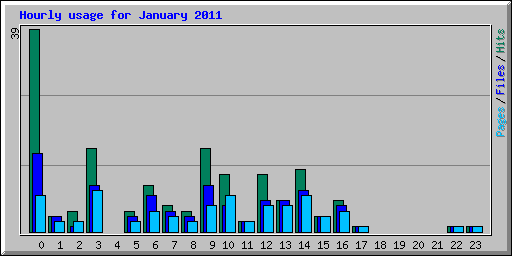 Hourly usage for January 2011
39
Pages/Files/Hits
0 1 2 3 4 5 6 7 8 9 10 11 12 13 14 15 16 17 18 19 20 21 22 23